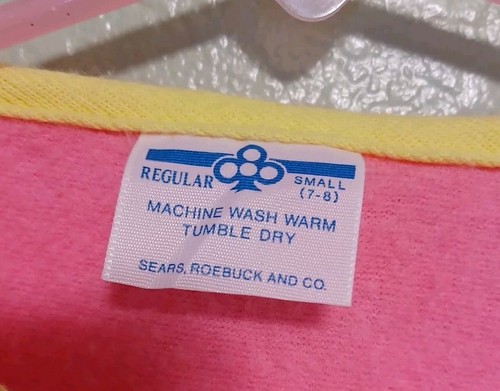 REGULAR SMALL
(7-8)
MACHINE WASH WARM
TUMBLE DRY
SEARS, ROEBUCK AND CO.